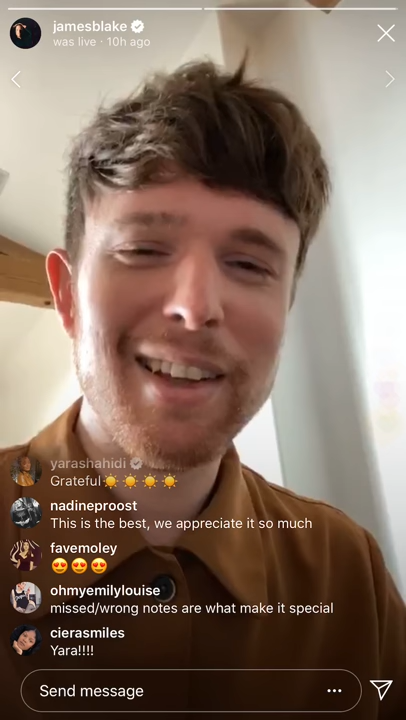 jamesblake
was live · 10h ago
yarashahidi
Grateful☀️☀️☀️☀️
nadineproost
This is the best, we appreciate it so much
favemoley
😍😍😍
ohmyemilylouise
missed/wrong notes are what make it special
cierasmiles
Yara!!!!
Send message